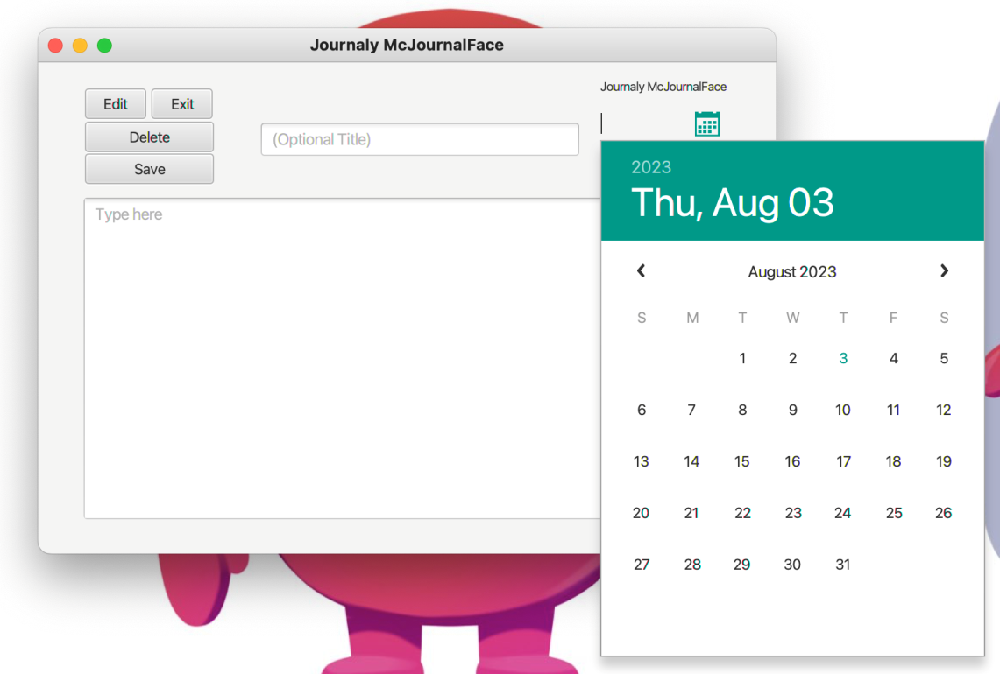 Journaly McJournalFace
Journaly McJournalFace
Edit Exit
Delete
(Optional Title)
Save
Type here
2023
Thu, Aug 03
August 2023
S M T W T F S
1 2 3 4 5
6 7 8 9 10 11 12
13 14 15 16 17 18 19
20 21 22 23 24 25 26
27 28 29 30 31